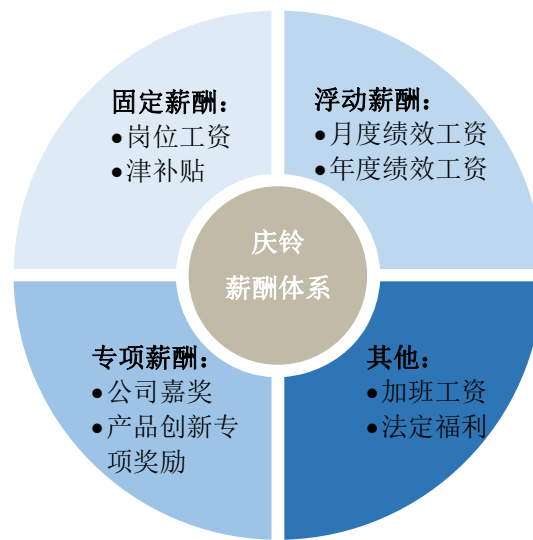 固定薪酬：
•岗位工资
•津补贴
浮动薪酬：
•月度绩效工资
•年度绩效工资
庆铃
薪酬体系
专项薪酬：
•公司嘉奖
•产品创新专
项奖励
其他：
•加班工资
•法定福利